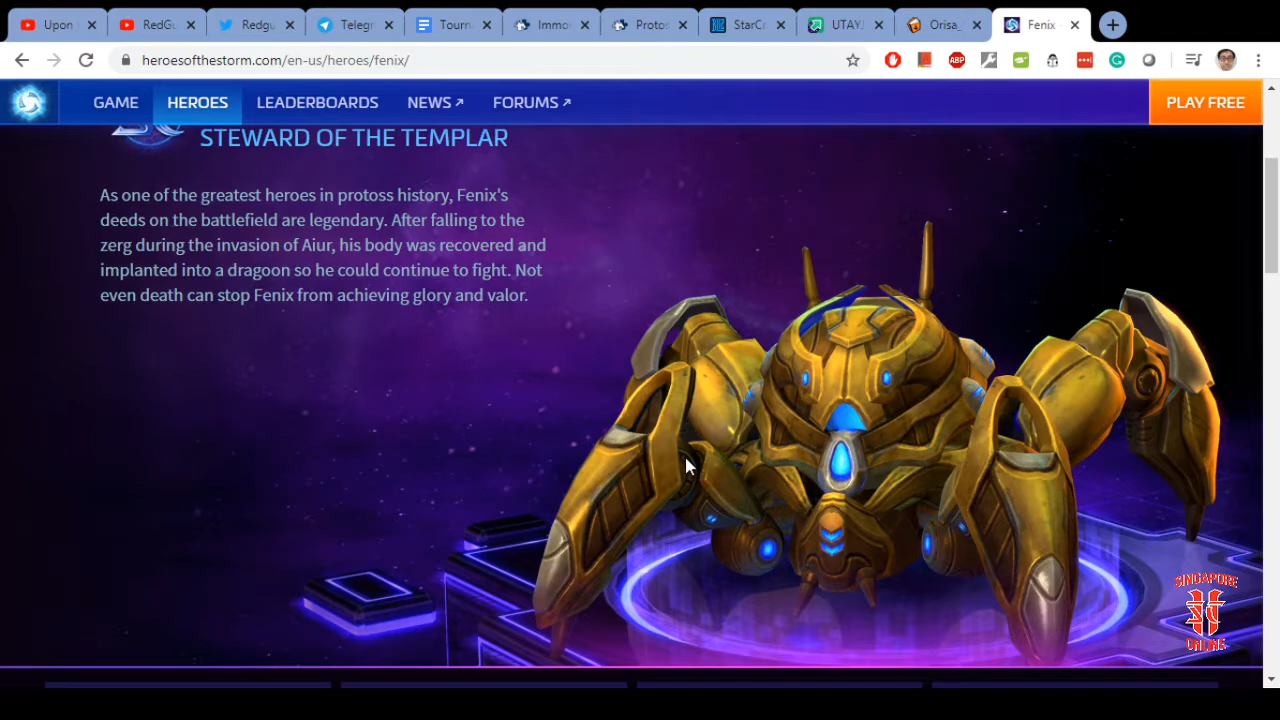 Upon
RedGu
Redgu
Telegr
Tourn
Immo
Protos
StarCr
UTAYJ
Orisa_
Fenix
heroesofthestorm.com/en-us/heroes/fenix/
ABP
GAME
HEROES
LEADERBOARDS
NEWS
FORUMS
PLAY FREE
STEWARD OF THE TEMPLAR
As one of the greatest heroes in protoss history, Fenix's
deeds on the battlefield are legendary. After falling to the
zerg during the invasion of Aiur, his body was recovered and
implanted into a dragoon so he could continue to fight. Not
even death can stop Fenix from achieving glory and valor.
SINGAPORE
ONLINE